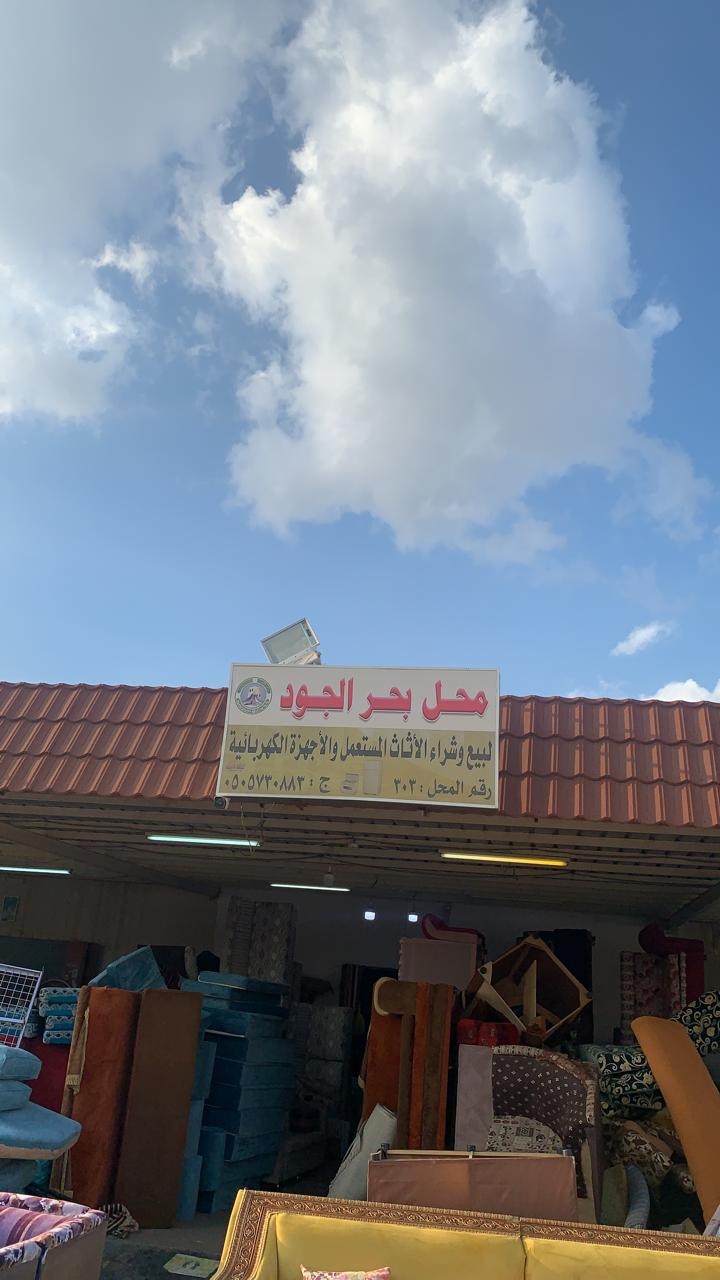 محل بحر الجود
لبيع وشراء الأثاث المستعمل والأجهزة الكهربائية
رقم المحل : ٣٠٣ ج : ٠٥٠٥٧٣٠٨٨٣